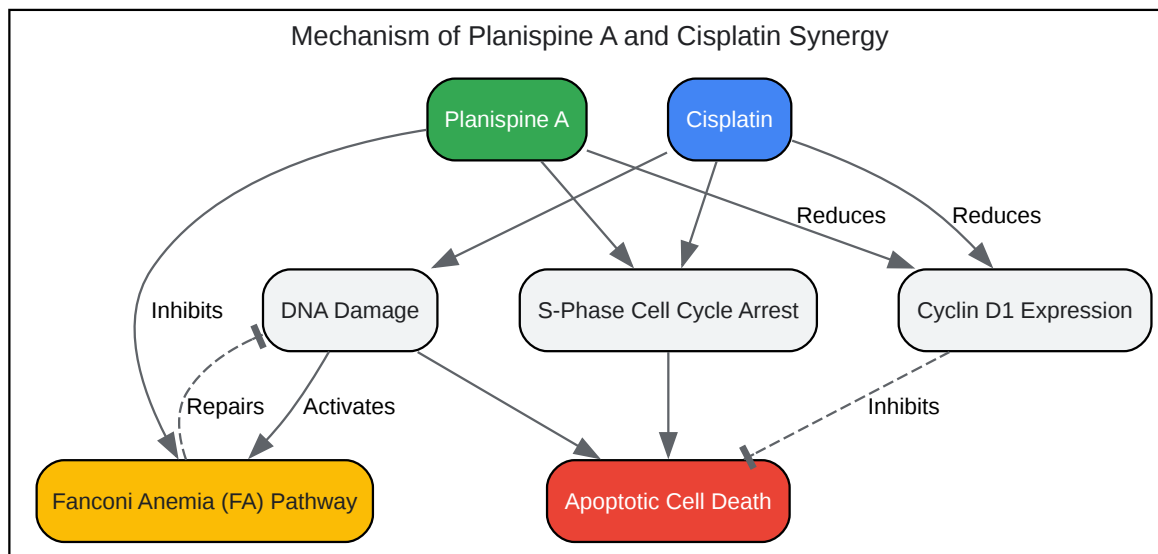 Mechanism of Planispine A and Cisplatin Synergy
Planispine A
Cisplatin
Reduces
Reduces
DNA Damage
S-Phase Cell Cycle Arrest
Cyclin D1 Expression
Inhibits
Repairs
Activates
Inhibits
Fanconi Anemia (FA) Pathway
Apoptotic Cell Death